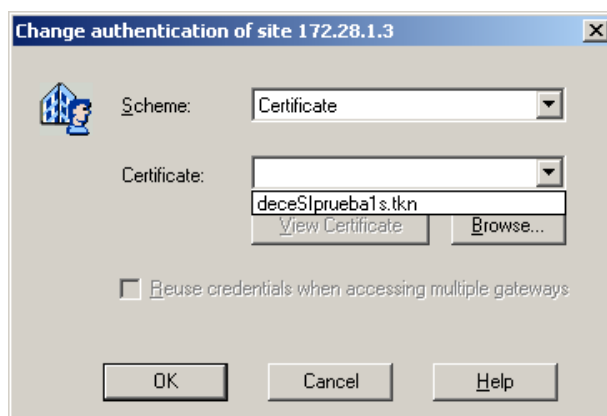 Change authentication of site 172.28.1.3
Scheme: Certificate
Certificate:
deceSIprueba1s.tkn
View Certificate Browse...
Reuse credentials when accessing multiple gateways
OK Cancel Help